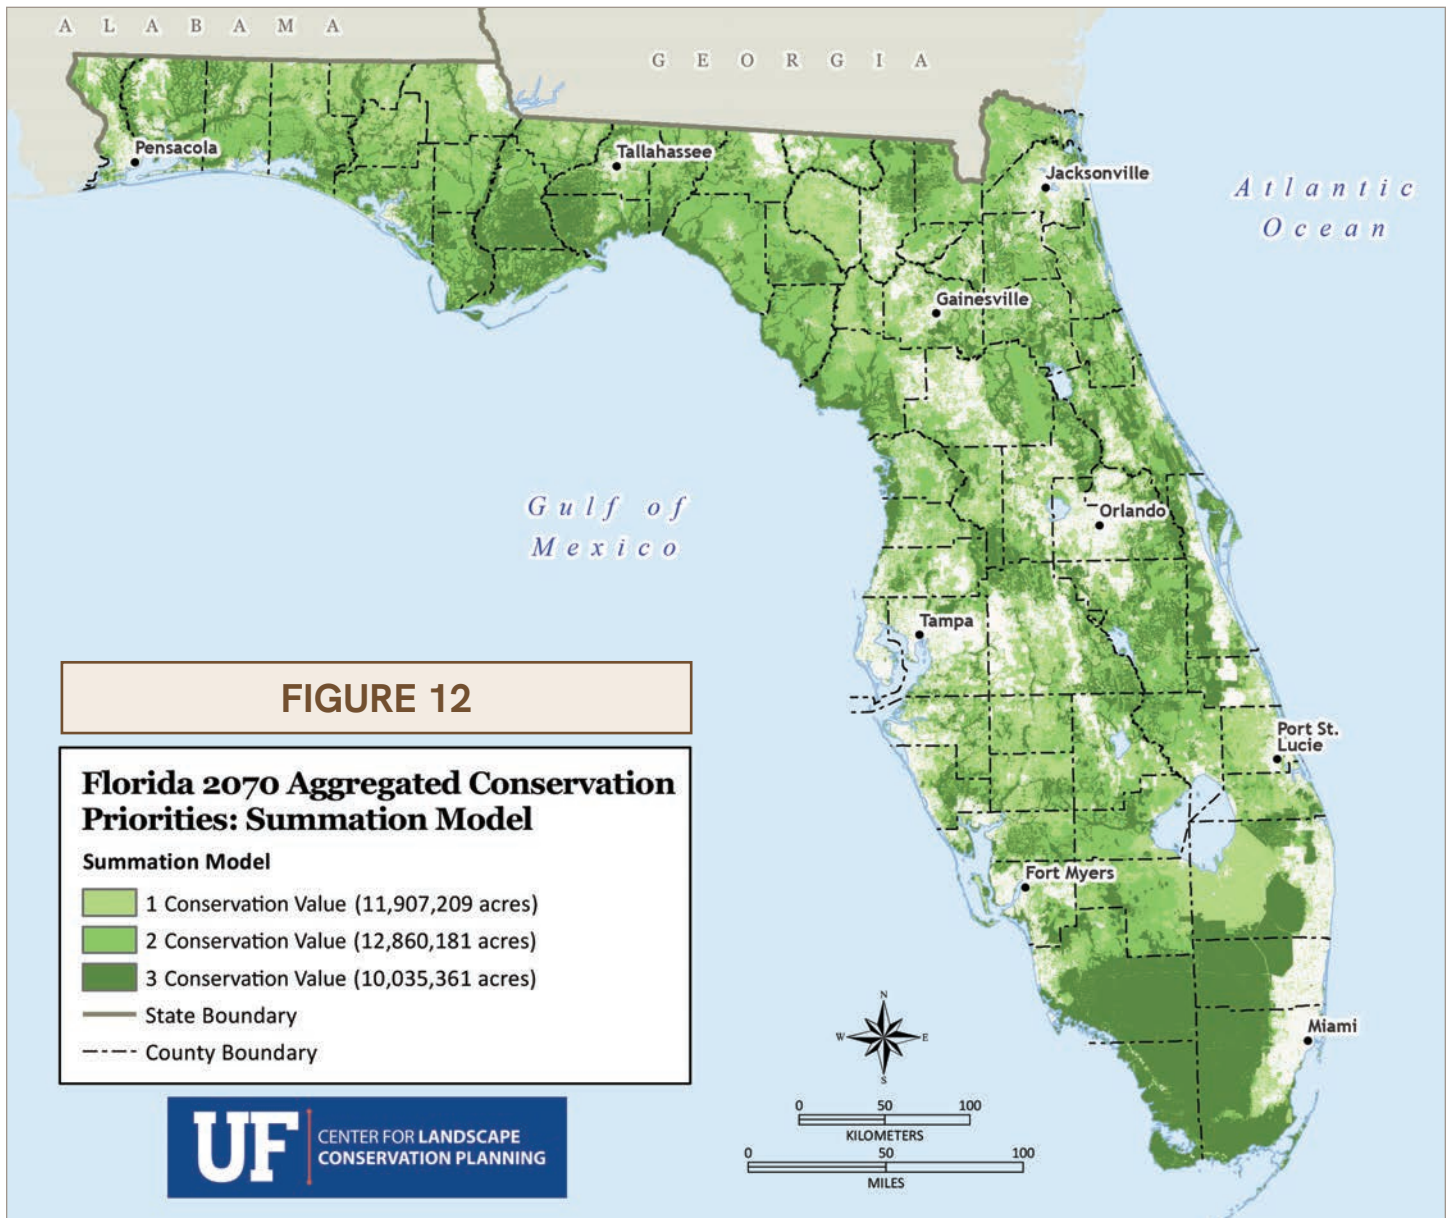 ALABAMA
GEORGIA
Pensacola
Tallahassee
Jacksonville
Atlantic
Ocean
Gainesville
Gulf of
Mexico
Orlando
Tampa
FIGURE 12
Port St.
Lucie
Florida 2070 Aggregated Conservation
Priorities: Summation Model
Summation Model
1 Conservation Value (11,907,209 acres)
2 Conservation Value (12,860,181 acres)
3 Conservation Value (10,035,361 acres)
State Boundary
County Boundary
Fort Myers
Miami
N
W E
S
0 50 100
KILOMETERS
0 50 100
MILES
UF
CENTER FOR LANDSCAPE
CONSERVATION PLANNING